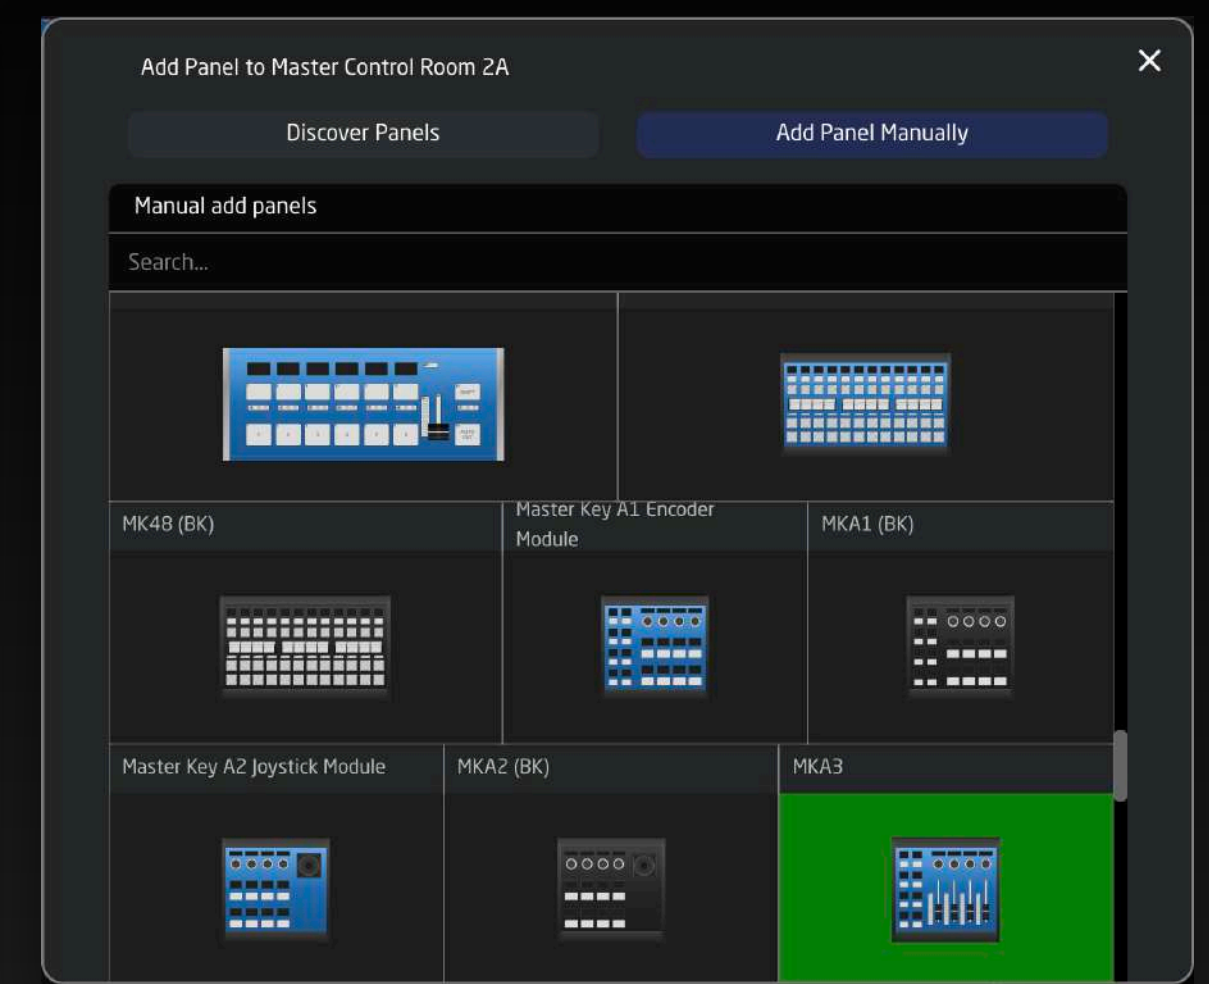 Add Panel to Master Control Room 2A
Discover Panels
Add Panel Manually
Manual add panels
Search...
MK48 (BK)
Master Key A1 Encoder
Module
MKA1 (BK)
Master Key A2 Joystick Module
MKA2 (BK)
MKA3